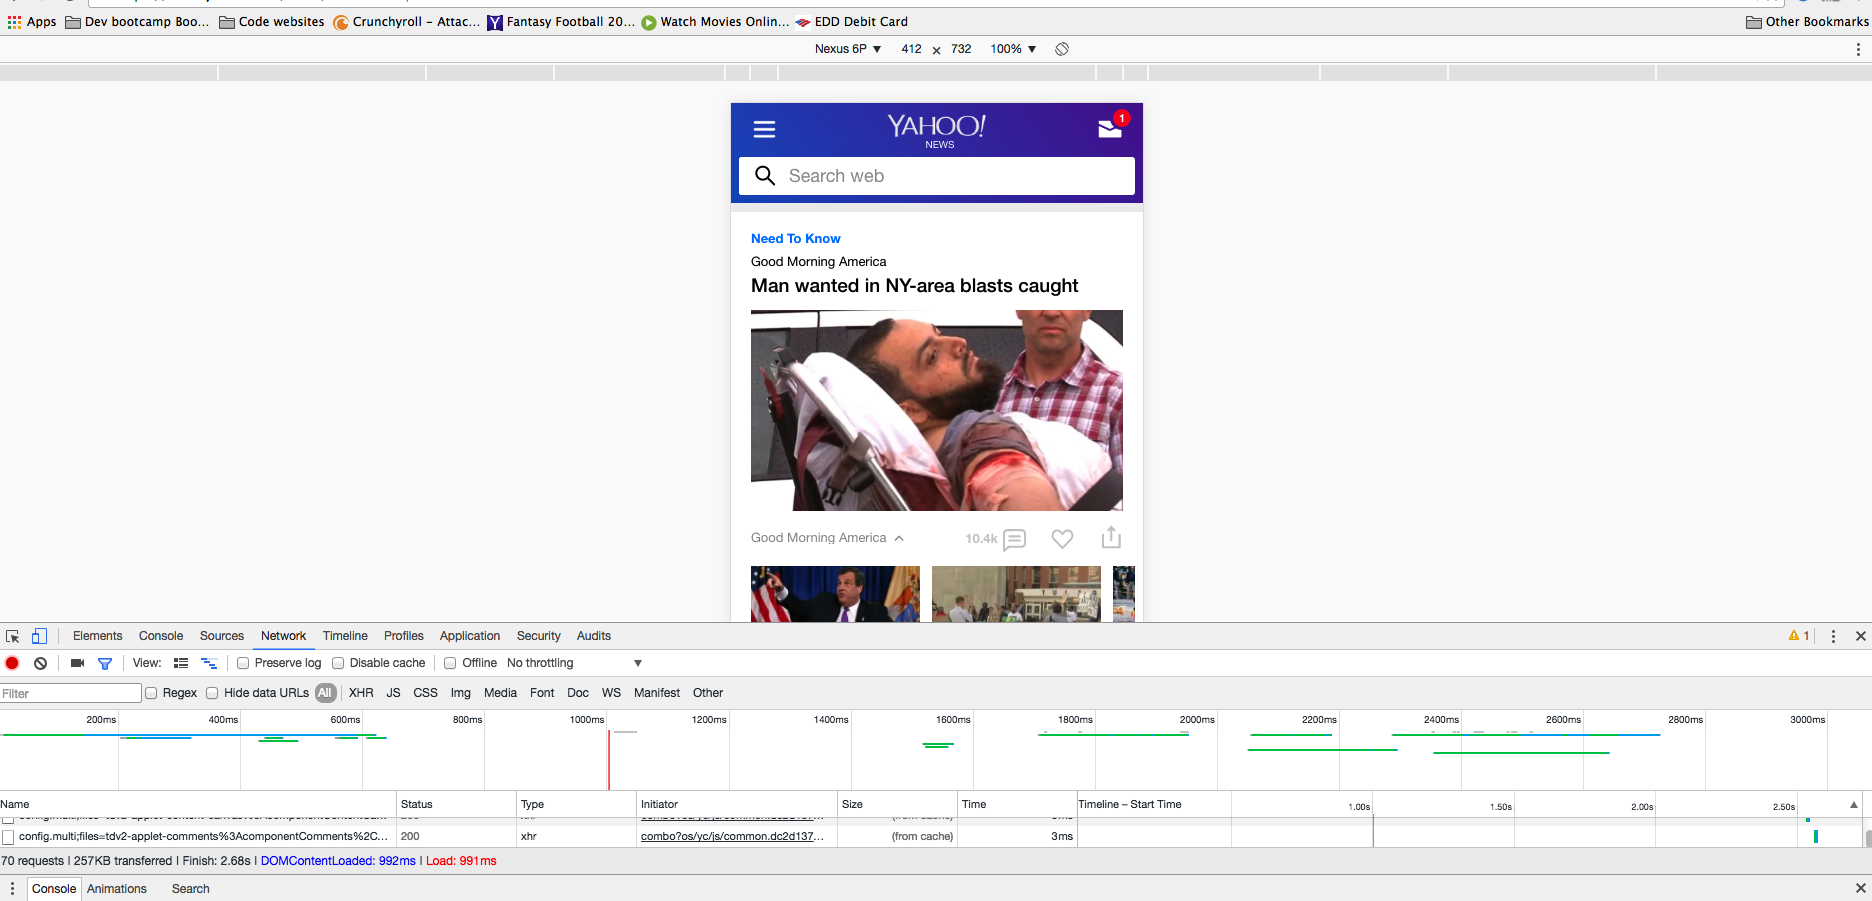 Apps Dev bootcamp Boo... Code websites Crunchyroll – Attac... Fantasy Football 20... Watch Movies Onlin... EDD Debit Card Other Bookmarks
Nexus 6P ▼ 412 × 732 100% ▼
YAHOO!
NEWS
1
Search web
Need To Know
Good Morning America
Man wanted in NY-area blasts caught
Good Morning America 10.4k
Elements Console Sources Network Timeline Profiles Application Security Audits 1
View: Preserve log Disable cache Offline No throttling ▼
Filter Regex Hide data URLs All XHR JS CSS Img Media Font Doc WS Manifest Other
200ms 400ms 600ms 800ms 1000ms 1200ms 1400ms 1600ms 1800ms 2000ms 2200ms 2400ms 2600ms 2800ms 3000ms
Name Status Type Initiator Size Time Timeline – Start Time 1.00s 1.50s 2.00s 2.50s ▲
config.multi;files=tdv2-applet-comments%3AcomponentComments%2C... 200 xhr combo?os/yc/js/common.dc2d137... (from cache) 3ms
70 requests | 257KB transferred | Finish: 2.68s | DOMContentLoaded: 992ms | Load: 991ms
Console Animations Search